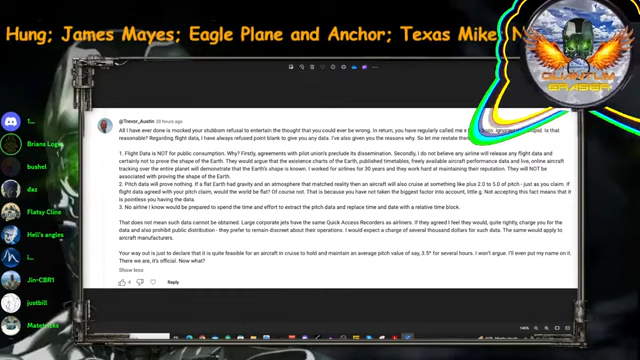 Hung; James Mayes; Eagle Plane and Anchor; Texas Mike; N
QUANTUM
ERASER
@Trevor_Austin 20 hours ago
All I have ever done is mocked your stubborn refusal to entertain the thought that you could ever be wrong. In return, you have regularly called me a
Is that
reasonable? Regarding flight data, I have always refused point blank to give you any data. I've also given you the reasons why. So let me restate them
1. Flight Data is NOT for public consumption. Why? Firstly, agreements with pilot union's preclude its dissemination. Secondly, I do not believe any airline will release any flight data and
certainly not to prove the shape of the Earth. They would argue that the existence charts of the Earth, published timetables, freely available aircraft performance data and live, online aircraft
tracking over the entire planet will demonstrate that the Earth's shape is known. I worked for airlines for 30 years and they work hard at maintaining their reputation. They will NOT be
associated with proving the shape of the Earth.
2. Pitch data will prove nothing. If a flat Earth had gravity and an atmosphere that matched reality then an aircraft will also cruise at something like plus 2.0 to 5.0 of pitch - just as you claim. If
flight data agreed with your pitch claim, would the world be flat? Of course not. That is because you have not taken the biggest factor into account, little g. Not accepting this fact means that it
is pointless you having the data.
3. No airline I know would be prepared to spend the time and effort to extract the pitch data and replace time and date with a relative time block.
That does not mean such data cannot be obtained. Large corporate jets have the same Quick Access Recorders as airliners. If they agreed I feel they would, quite rightly, charge you for the
data and also prohibit public distribution - they prefer to remain discreet about their operations. I would expect a charge of several thousand dollars for such data. The same would apply to
aircraft manufacturers.
Your way out is just to declare that it is quite feasible for an aircraft in cruise to hold and maintain an average pitch value of say, 3.5° for several hours. I won't argue. I'll even put my name on it.
There we are, it's official. Now what?
Show less
4
Reply
1...
Brians Logic
bushel
daz
Flatsy Cline
Hell's angels
Jin-CBR1
justbill
Matetricks
146%